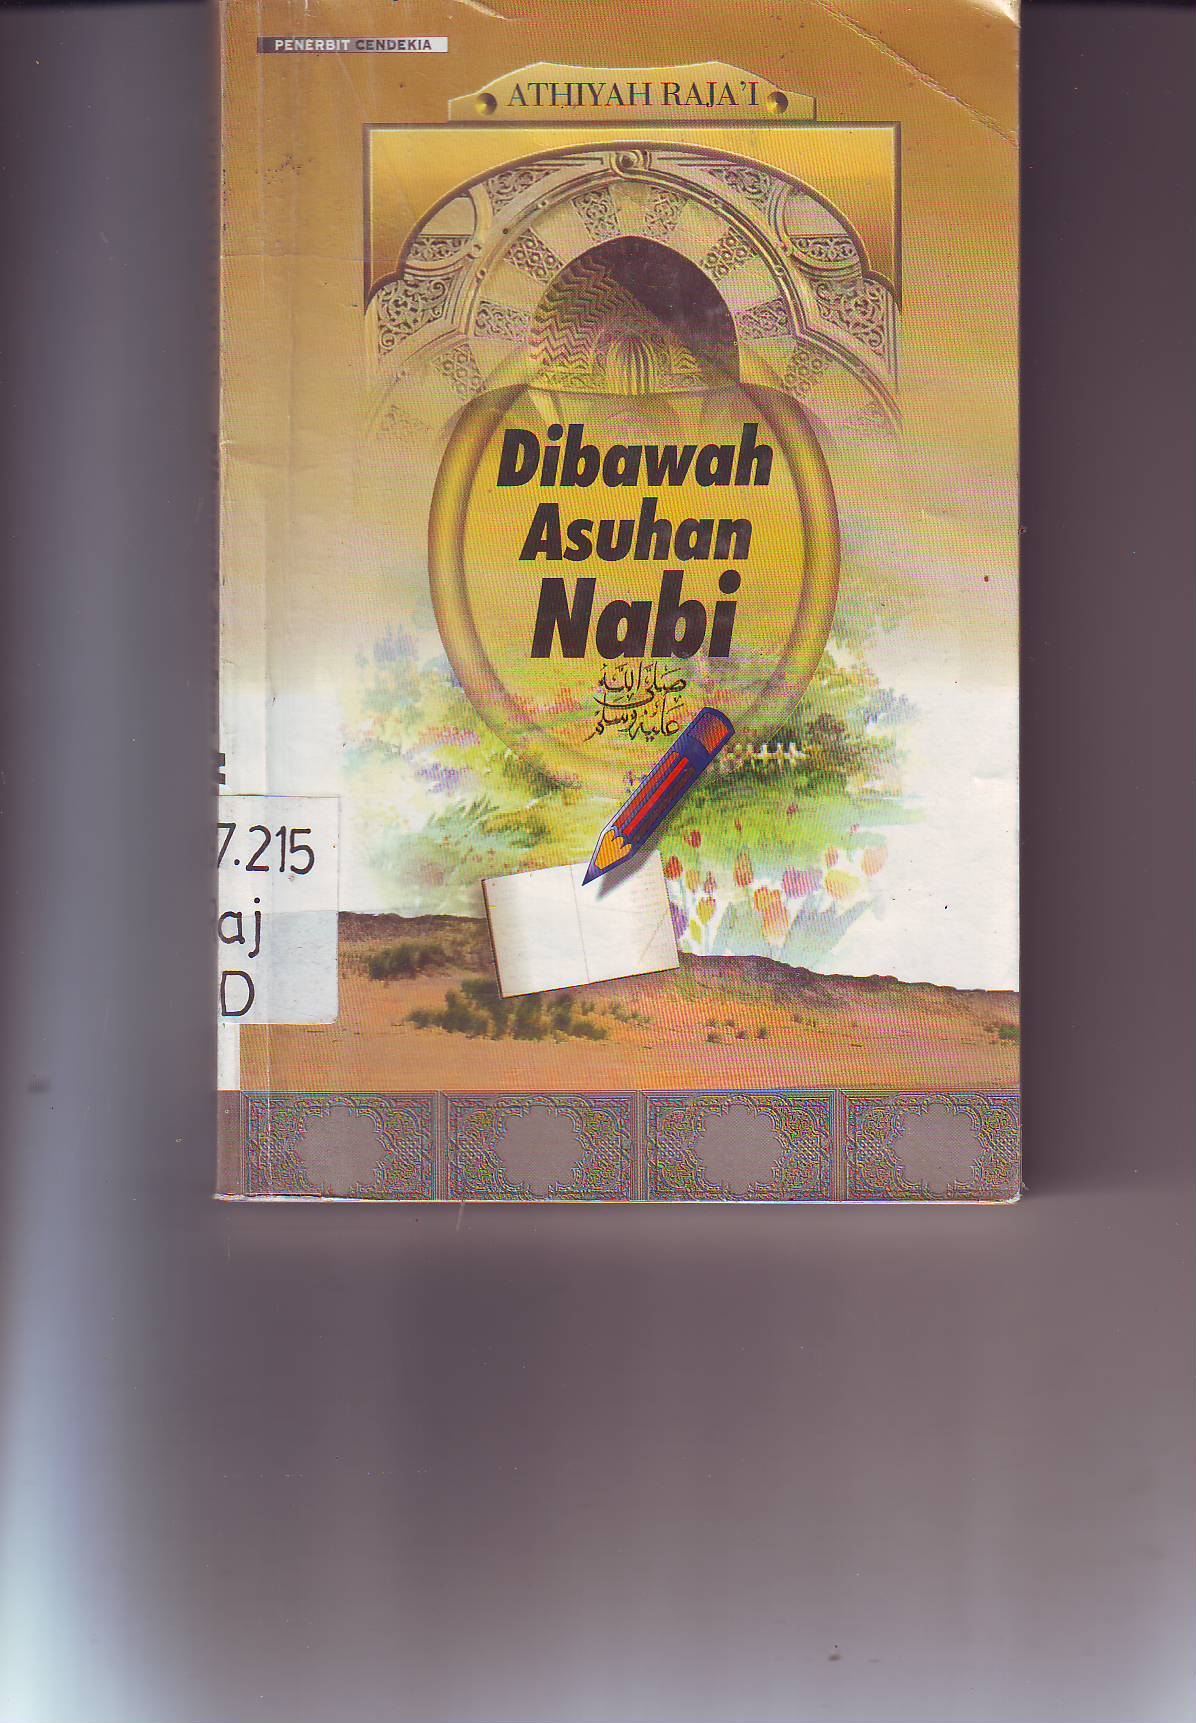 PENERBIT CENDEKIA
ATHIYAH RAJA'I
Dibawah
Asuhan
Nabi
صلى الله
عليه وسلم
7.215
aj
D